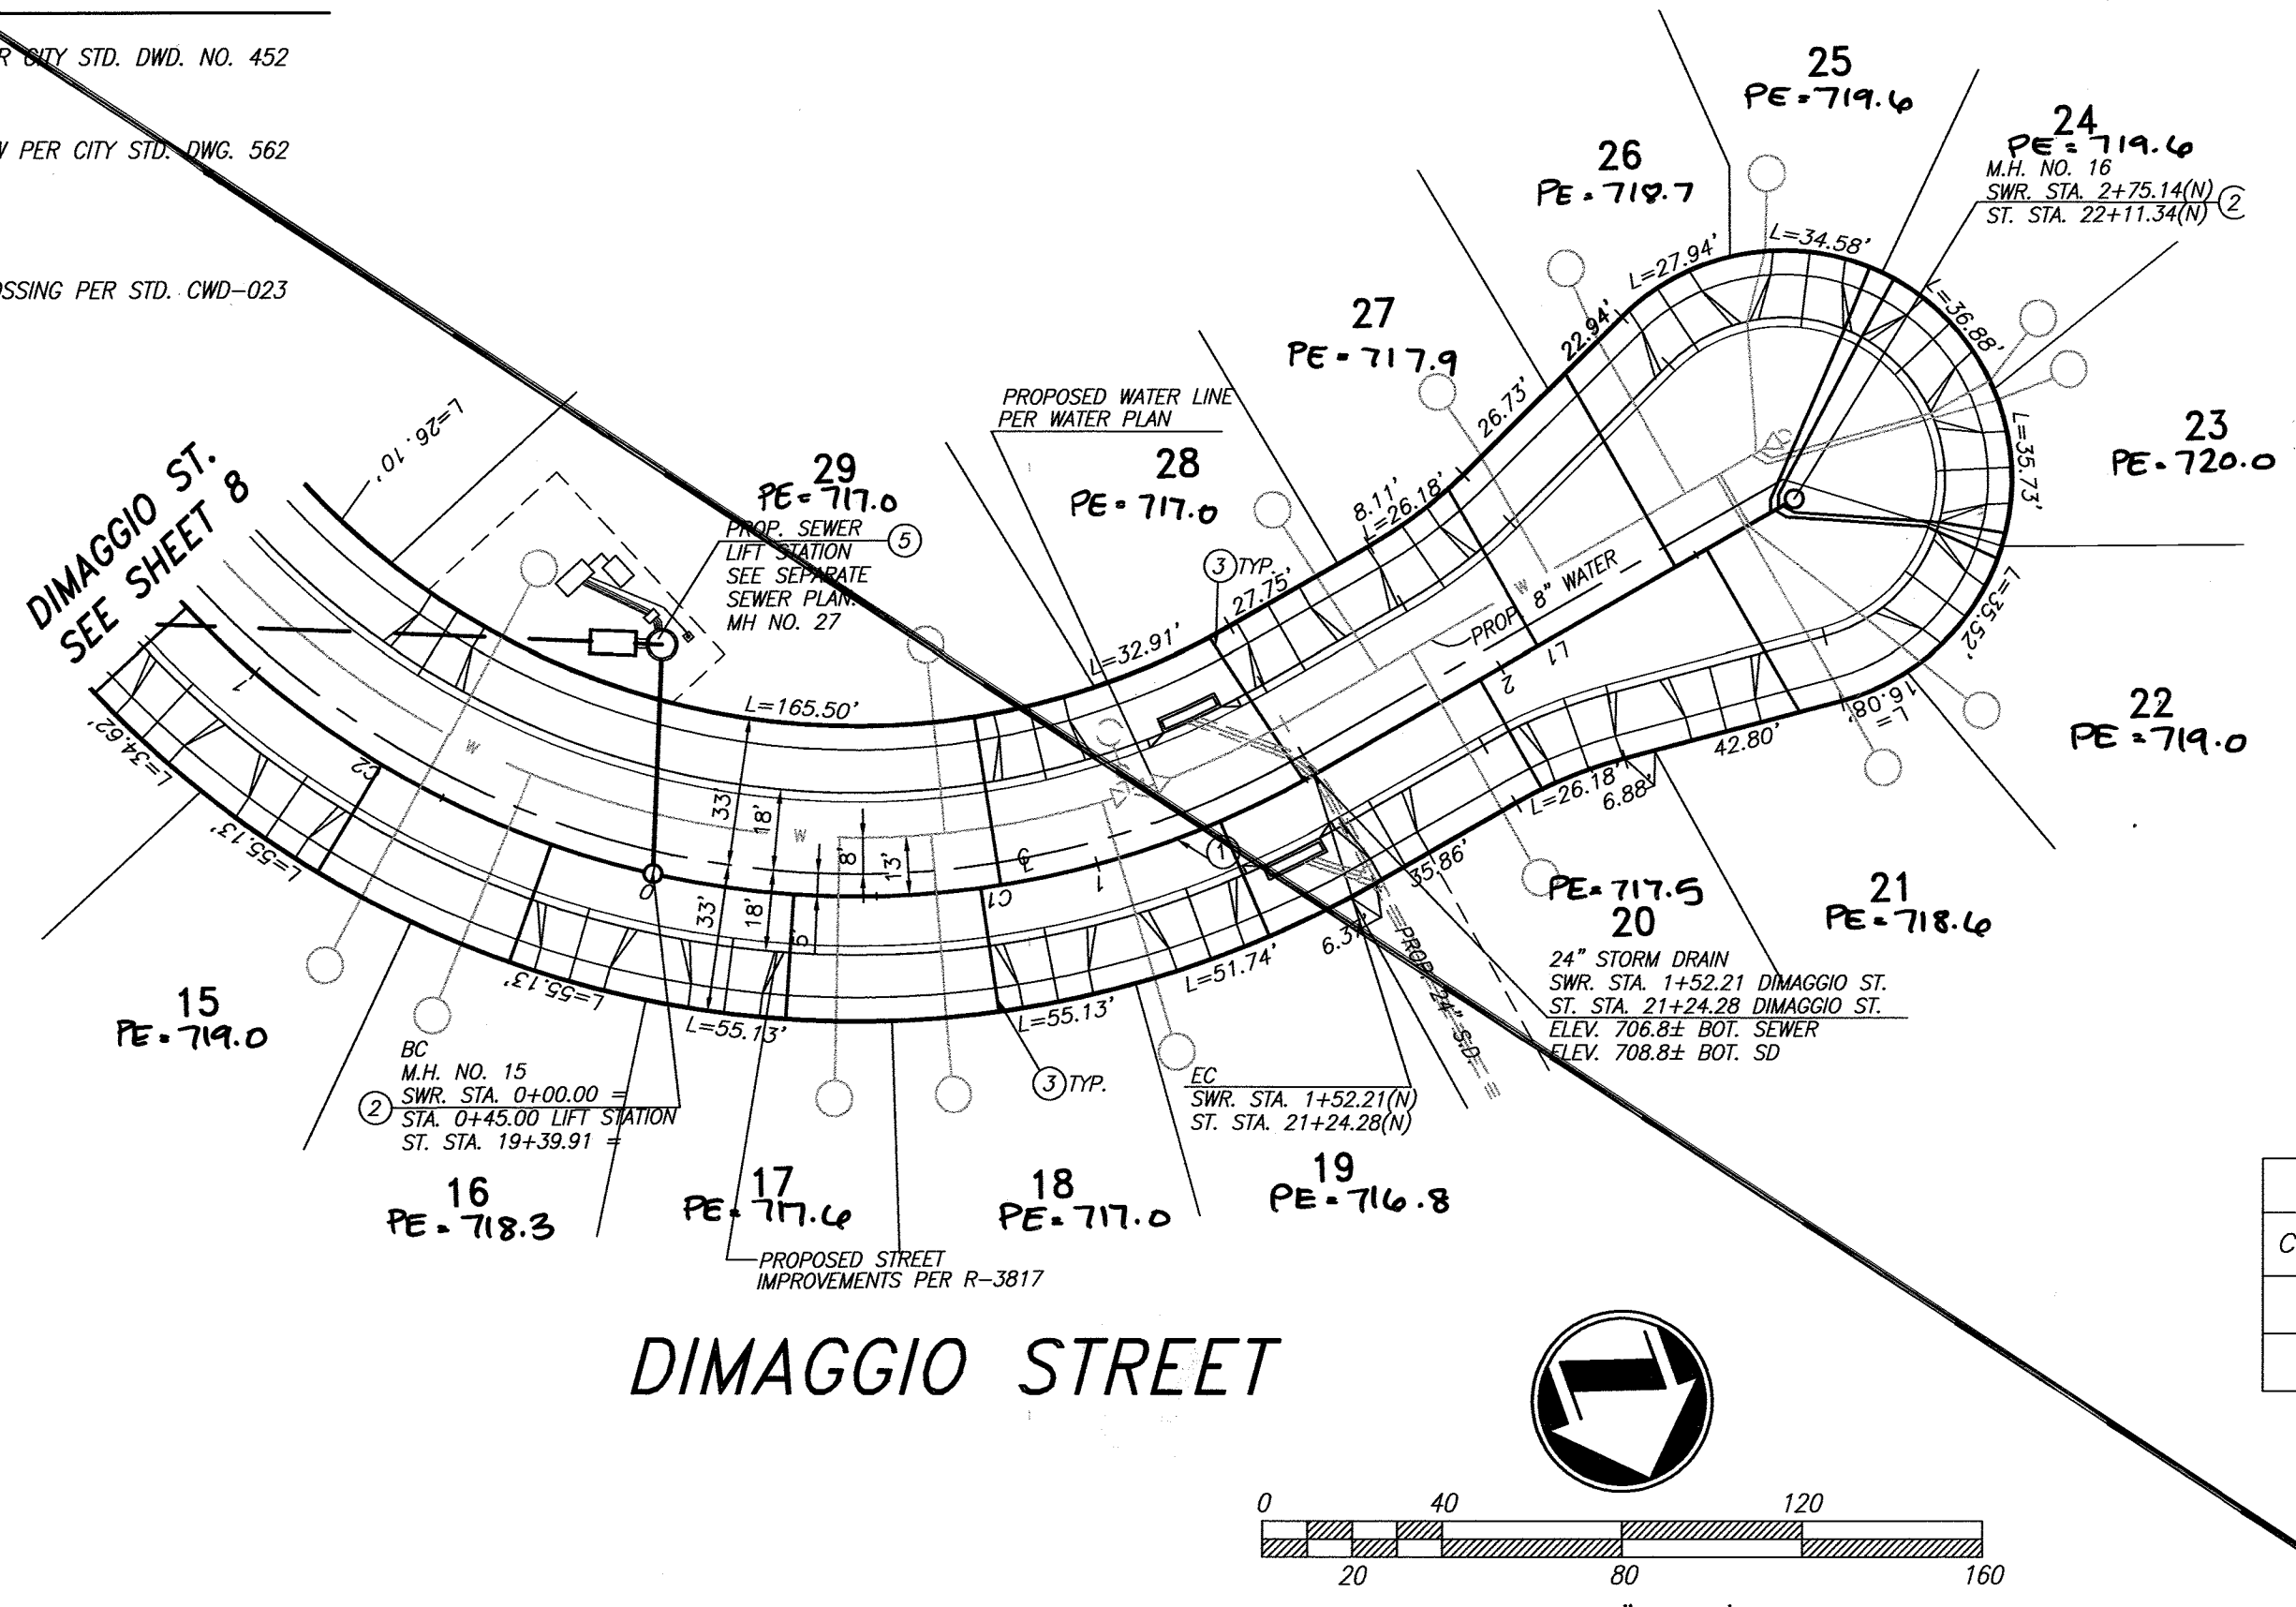 R CITY STD. DWD. NO. 452
W PER CITY STD. DWG. 562
OSSING PER STD. CWD-023
25
PE=719.6
24
PE=719.6
M.H. NO. 16
SWR. STA. 2+75.14(N)
ST. STA. 22+11.34(N)
2
26
PE=718.7
L=27.94'
L=34.58'
L=36.88'
22.94'
27
PE=717.9
26.73'
PROPOSED WATER LINE
PER WATER PLAN
L=26.10'
DIMAGGIO ST.
SEE SHEET 8
29
PE=717.0
PROP. SEWER
LIFT STATION
SEE SEPARATE
SEWER PLAN.
MH NO. 27
5
28
PE=717.0
8.11'
L=26.18'
3 TYP.
27.75'
L=32.91'
L=35.73'
23
PE=720.0
W
PROP. 8" WATER
L1
2
L=35.52'
L=16.08'
22
PE=719.0
42.80'
L=26.18'
6.88'
L=165.50'
1
C2
W
33'
18'
W
8'
13'
33'
18'
5'
0
C1
1
1
L=34.62'
L=55.13'
L=55.13'
L=55.13'
L=55.13'
L=51.74'
6.37'
35.86'
PROP. 24" S.D.
PE=717.5
20
21
PE=718.6
24" STORM DRAIN
SWR. STA. 1+52.21 DIMAGGIO ST.
ST. STA. 21+24.28 DIMAGGIO ST.
ELEV. 706.8± BOT. SEWER
ELEV. 708.8± BOT. SD
15
PE=719.0
BC
M.H. NO. 15
SWR. STA. 0+00.00 =
2
STA. 0+45.00 LIFT STATION
ST. STA. 19+39.91 =
3 TYP.
EC
SWR. STA. 1+52.21(N)
ST. STA. 21+24.28(N)
16
PE=718.3
17
PE=717.6
18
PE=717.0
19
PE=716.8
PROPOSED STREET
IMPROVEMENTS PER R-3817
DIMAGGIO STREET
C
0 40 120
20 80 160